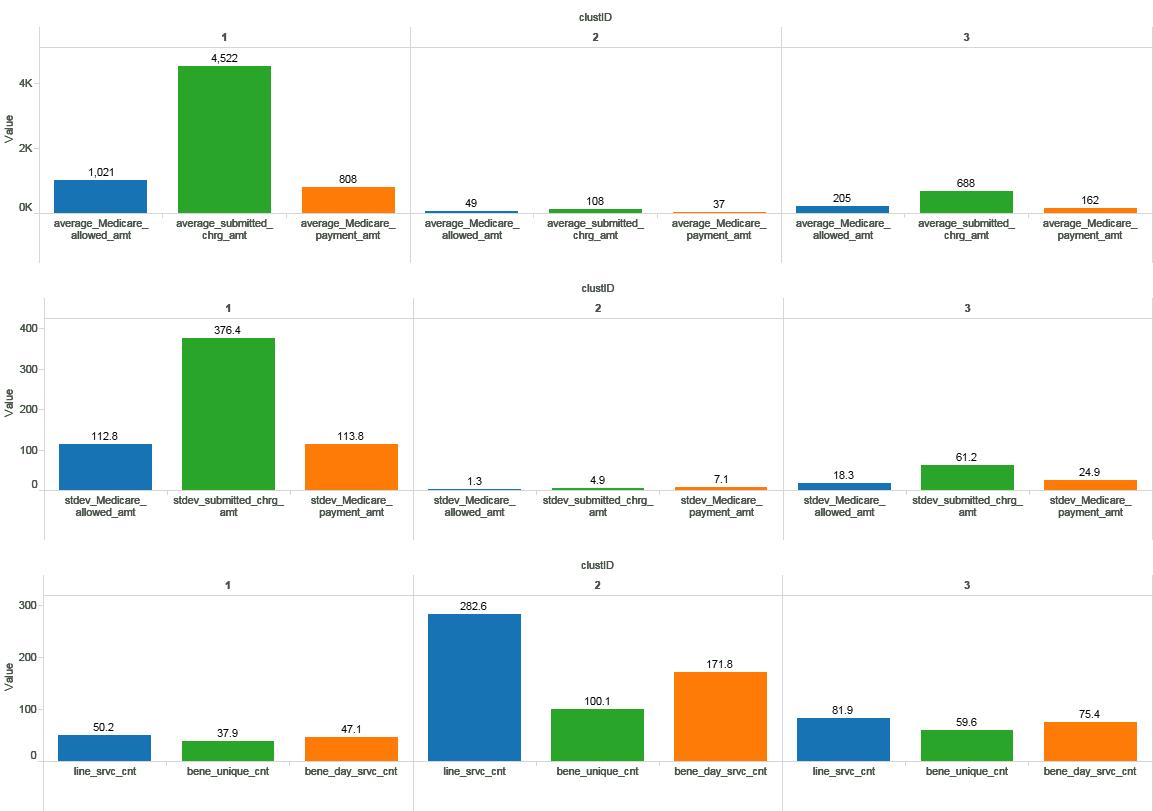 clustID
1 2 3
4,522
4K
Value
2K
1,021
808
688
205
162
49
108
37
0K
average_Medicare_ average_submitted_ average_Medicare_ average_Medicare_ average_submitted_ average_Medicare_ average_Medicare_ average_submitted_ average_Medicare_
allowed_amt chrg_amt payment_amt allowed_amt chrg_amt payment_amt allowed_amt chrg_amt payment_amt
clustID
1 2 3
400
376.4
300
Value
200
112.8
113.8
100
61.2
18.3
24.9
1.3
4.9
7.1
0
stdev_Medicare_ stdev_submitted_chrg_ stdev_Medicare_ stdev_Medicare_ stdev_submitted_chrg_ stdev_Medicare_ stdev_Medicare_ stdev_submitted_chrg_ stdev_Medicare_
allowed_amt amt payment_amt allowed_amt amt payment_amt allowed_amt amt payment_amt
clustID
1 2 3
300
282.6
200
Value
171.8
100
100.1
81.9
75.4
59.6
50.2
37.9
47.1
0
line_srvc_cnt bene_unique_cnt bene_day_srvc_cnt line_srvc_cnt bene_unique_cnt bene_day_srvc_cnt line_srvc_cnt bene_unique_cnt bene_day_srvc_cnt